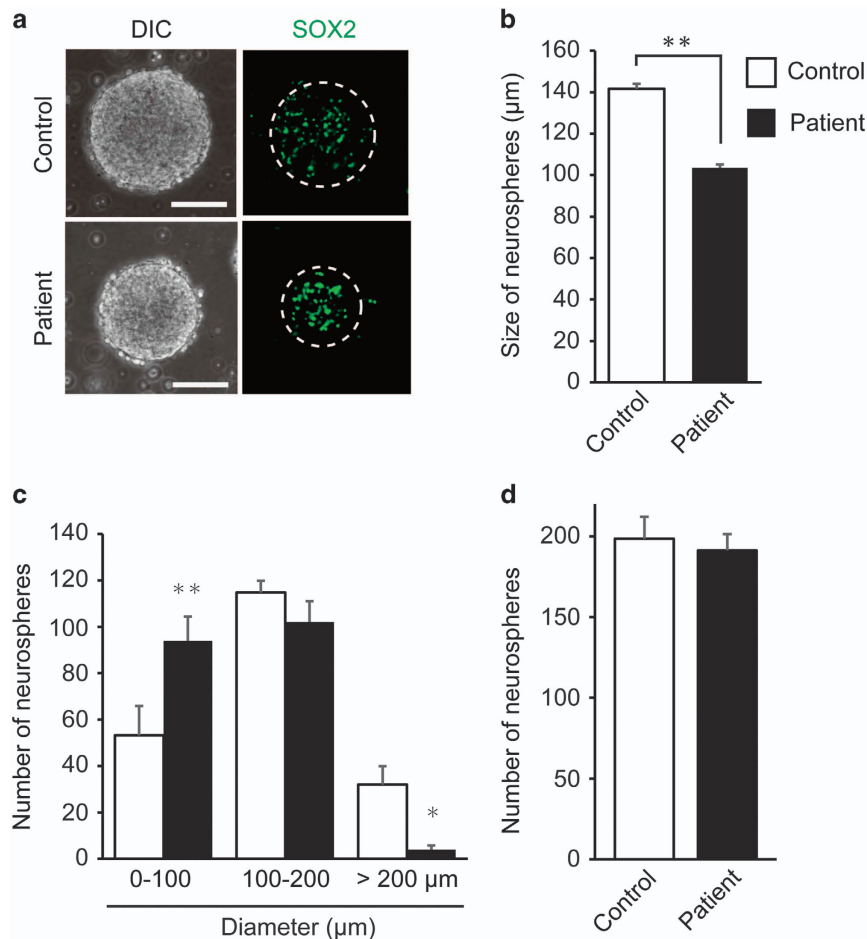 a
DIC
SOX2
Control
Patient
b
**
Size of neurospheres (μm)
160
140
120
100
80
60
40
20
0
Control
Patient
Control
Patient
c
Number of neurospheres
140
120
100
80
60
40
20
0
**
*
0-100
100-200
> 200 μm
Diameter (μm)
d
Number of neurospheres
200
150
100
50
0
Control
Patient